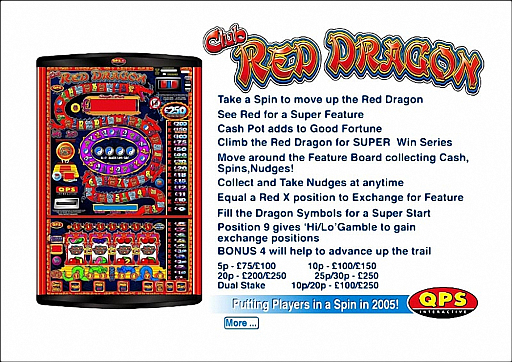 Club
RED DRAGON
Take a Spin to move up the Red Dragon
See Red for a Super Feature
Cash Pot adds to Good Fortune
Climb the Red Dragon for SUPER Win Series
Move around the Feature Board collecting Cash,
Spins,Nudges!
Collect and Take Nudges at anytime
Equal a Red X position to Exchange for Feature
Fill the Dragon Symbols for a Super Start
Position 9 gives 'Hi/Lo'Gamble to gain
exchange positions
BONUS 4 will help to advance up the trail
5p - £75/£100 10p - £100/£150
20p - £200/£250 25p/30p - £250
Dual Stake 10p/20p - £100/£250
Putting Players in a Spin in 2005!
QPS
INTERACTIVE
More ...
RED DRAGON
£250
QPS